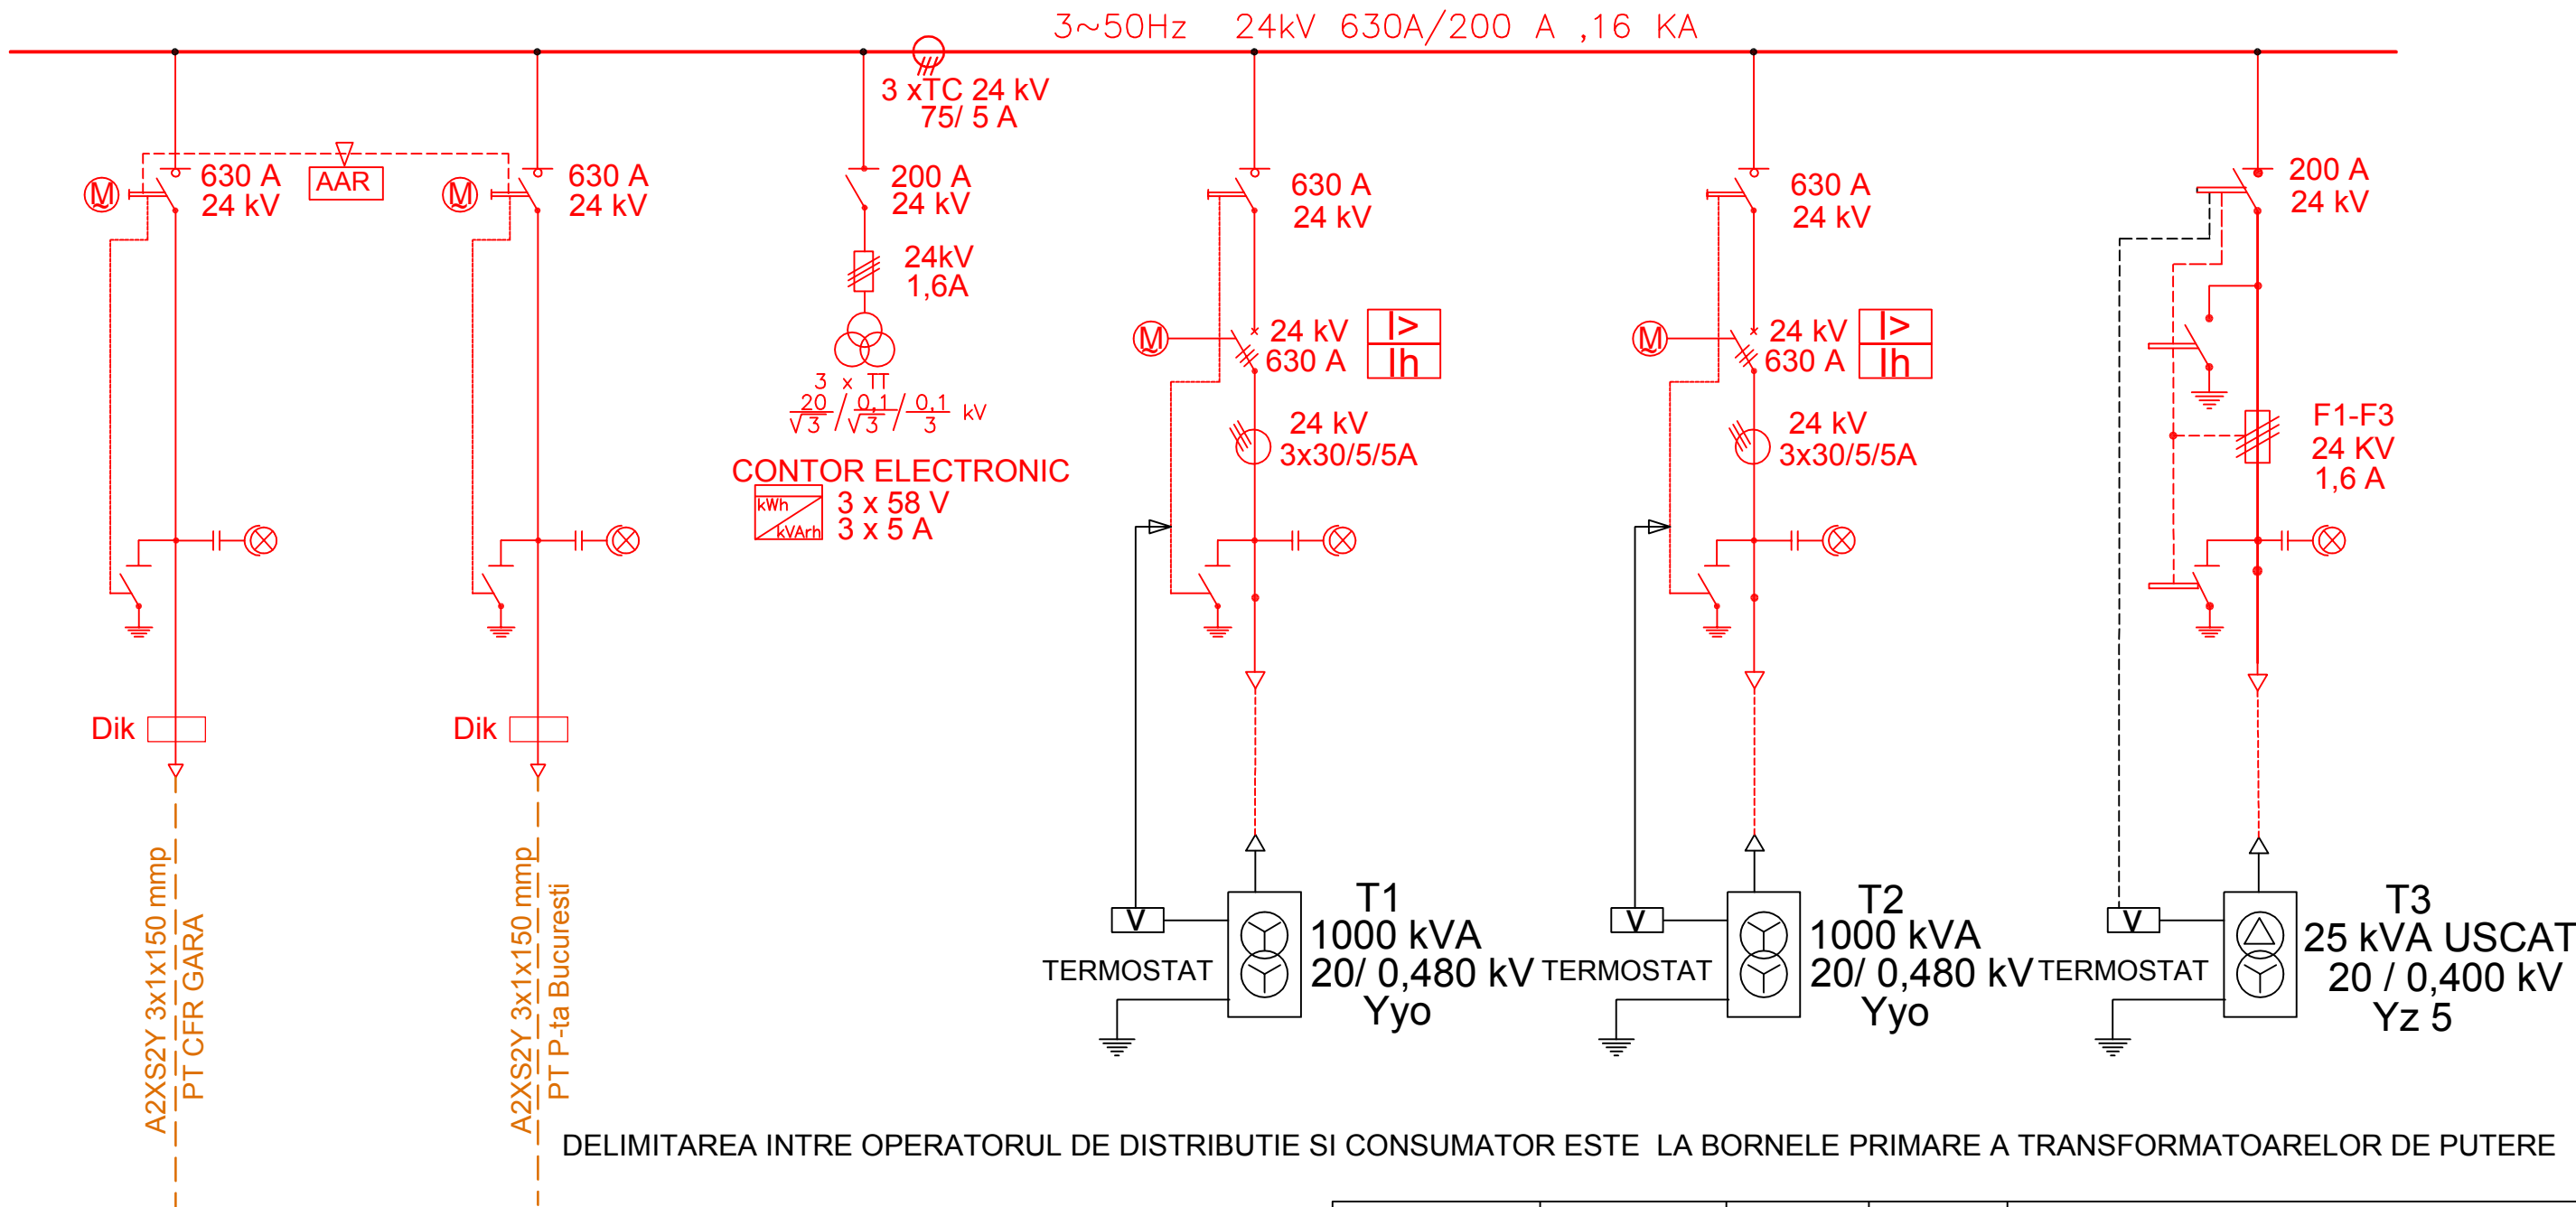 3~50Hz 24kV 630A/200 A ,16 KA
3 xTC 24 kV
75/ 5 A
M
630 A
24 kV
AAR
M
630 A
24 kV
200 A
24 kV
24kV
1,6A
3 x TT
20/√3 / 0,1/√3 / 0,1/3 kV
CONTOR ELECTRONIC
kWh
kVArh
3 x 58 V
3 x 5 A
630 A
24 kV
M
24 kV
630 A
I>
Ih
24 kV
3x30/5/5A
630 A
24 kV
M
24 kV
630 A
I>
Ih
24 kV
3x30/5/5A
200 A
24 kV
F1-F3
24 KV
1,6 A
Dik
Dik
A2XS2Y 3x1x150 mmp
PT CFR GARA
A2XS2Y 3x1x150 mmp
PT P-ta Bucuresti
V
TERMOSTAT
T1
1000 kVA
20/ 0,480 kV
Yyo
V
TERMOSTAT
T2
1000 kVA
20/ 0,480 kV
Yyo
V
TERMOSTAT
T3
25 kVA USCAT
20 / 0,400 kV
Yz 5
DELIMITAREA INTRE OPERATORUL DE DISTRIBUTIE SI CONSUMATOR ESTE LA BORNELE PRIMARE A TRANSFORMATOARELOR DE PUTERE